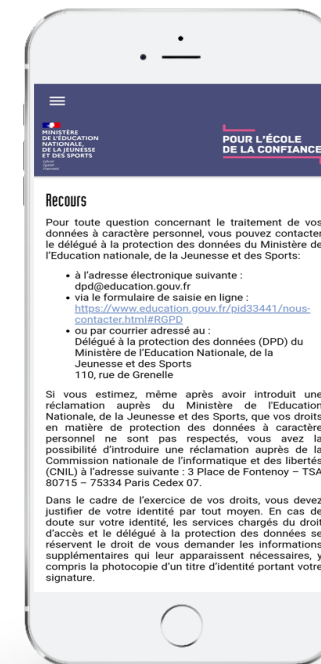 MINISTÈRE
DE L'ÉDUCATION
NATIONALE,
DE LA JEUNESSE
ET DES SPORTS
POUR L'ÉCOLE
DE LA CONFIANCE
Recours
Pour toute question concernant le traitement de vos
données à caractère personnel, vous pouvez contacter
le délégué à la protection des données du Ministère de
l'Education nationale, de la Jeunesse et des Sports:
• à l'adresse électronique suivante :
dpd@education.gouv.fr
• via le formulaire de saisie en ligne :
https://www.education.gouv.fr/pid33441/nous-
contacter.html#RGPD
• ou par courrier adressé au :
Délégué à la protection des données (DPD) du
Ministère de l'Education Nationale, de la
Jeunesse et des Sports
110, rue de Grenelle
Si vous estimez, même après avoir introduit une
réclamation auprès du Ministère de l'Education
Nationale, de la Jeunesse et des Sports, que vos droits
en matière de protection des données à caractère
personnel ne sont pas respectés, vous avez la
possibilité d'introduire une réclamation auprès de la
Commission nationale de l'informatique et des libertés
(CNIL) à l'adresse suivante : 3 Place de Fontenoy – TSA
80715 – 75334 Paris Cedex 07.
Dans le cadre de l'exercice de vos droits, vous devez
justifier de votre identité par tout moyen. En cas de
doute sur votre identité, les services chargés du droit
d'accès et le délégué à la protection des données se
réservent le droit de vous demander les informations
supplémentaires qui leur apparaissent nécessaires, y
compris la photocopie d'un titre d'identité portant votre
signature.